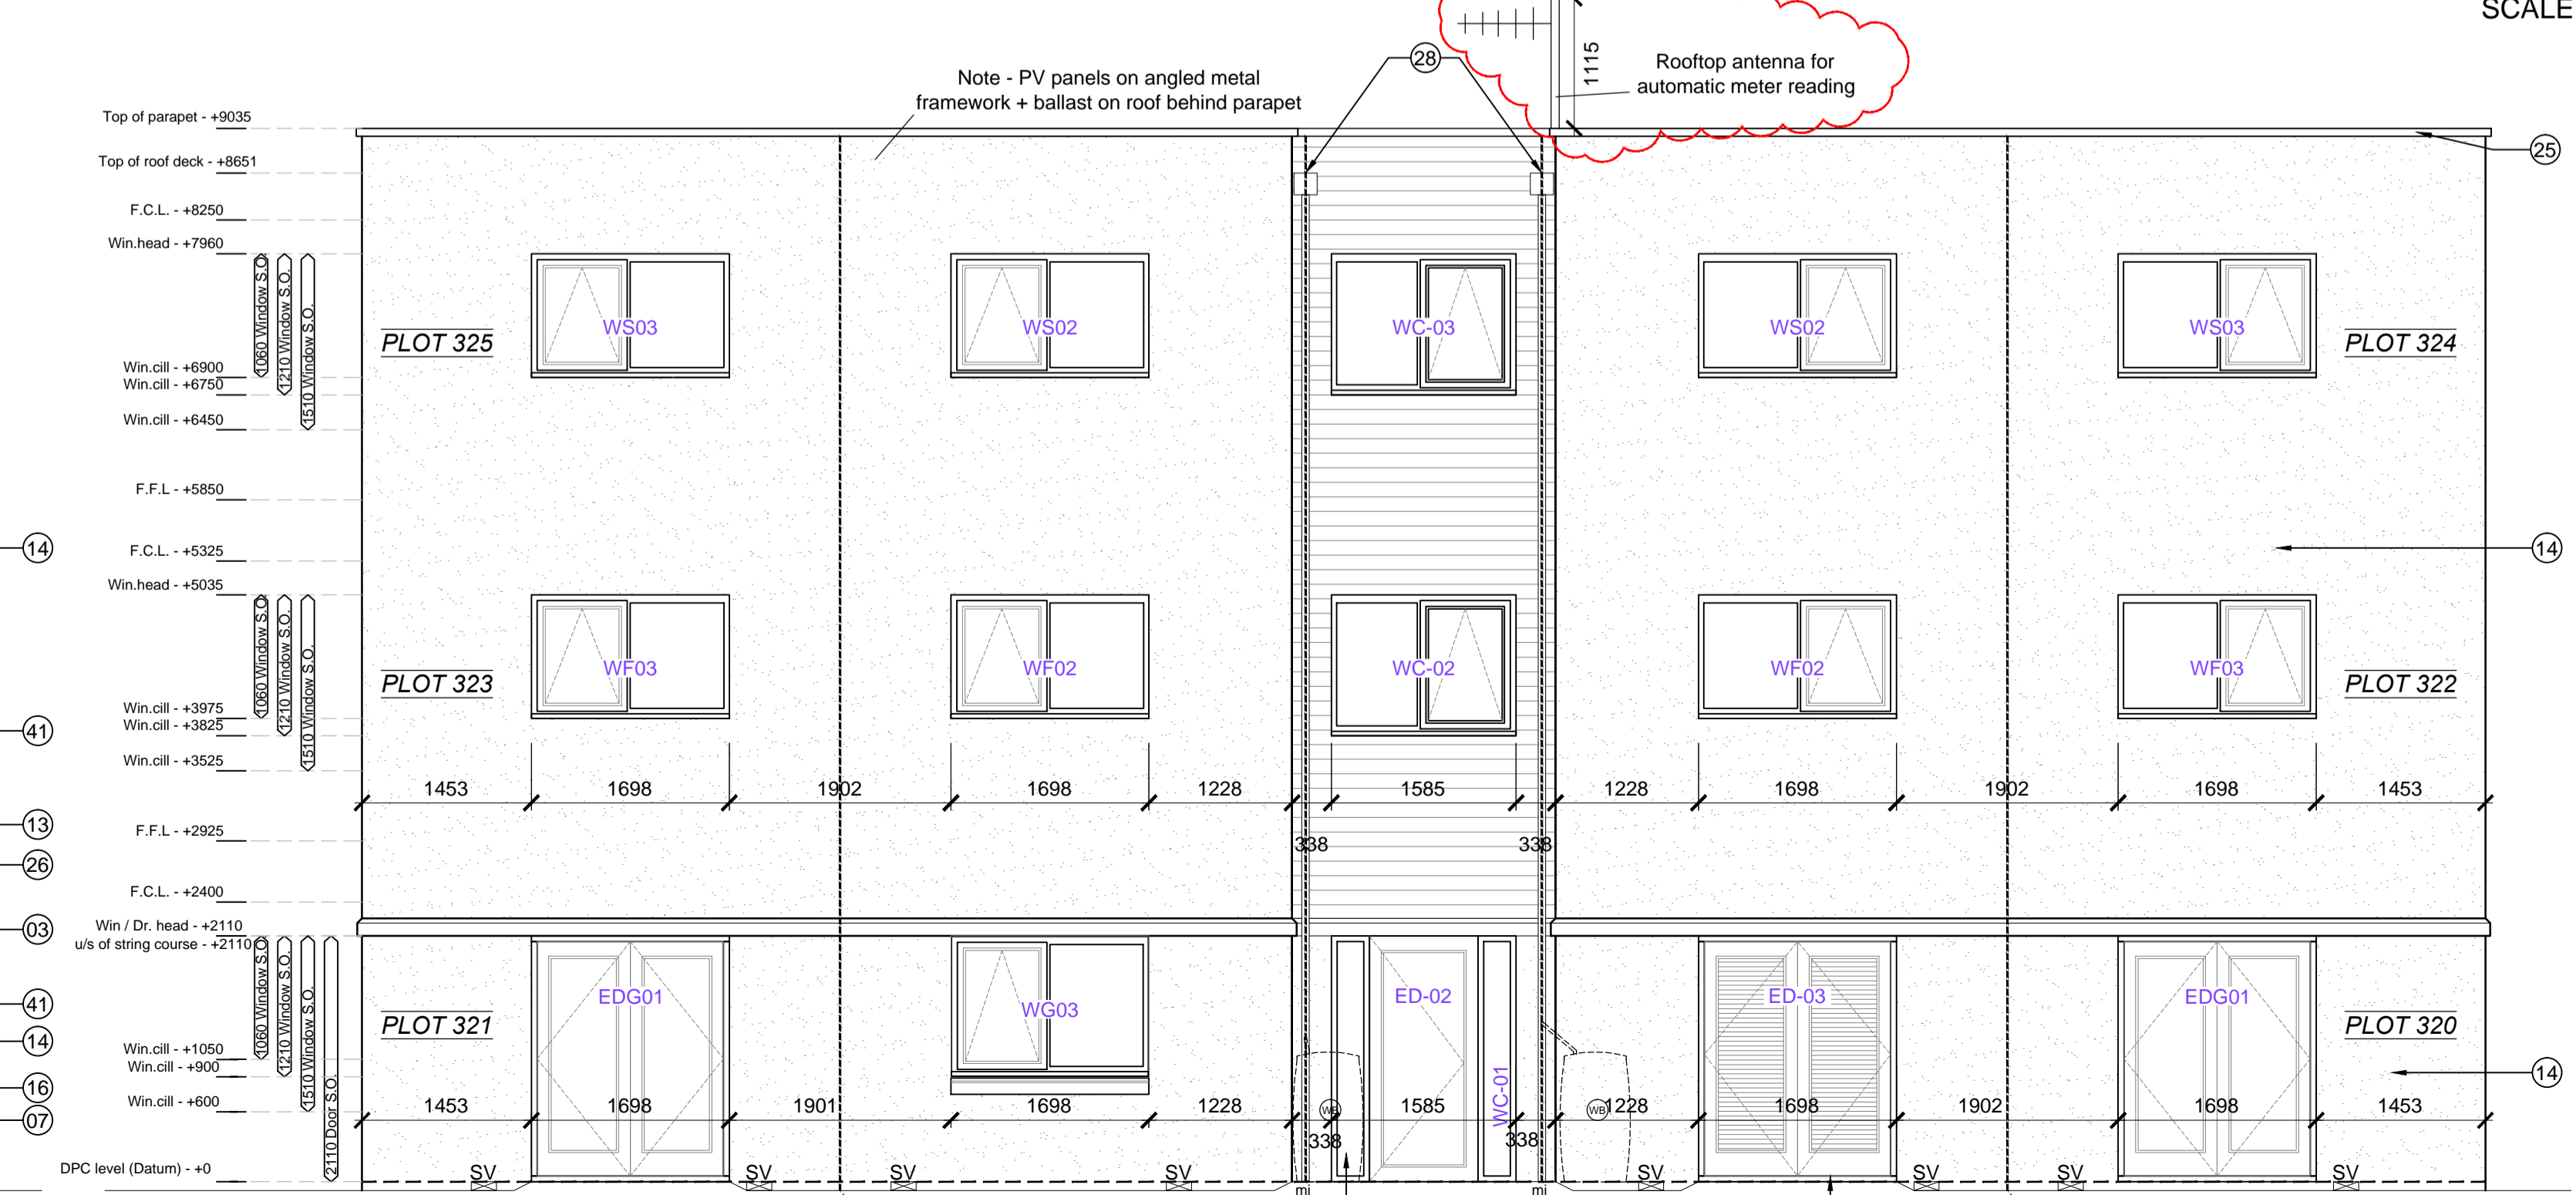 SCALE
28
1115
Rooftop antenna for
automatic meter reading
Note - PV panels on angled metal
framework + ballast on roof behind parapet
25
Top of parapet - +9035
Top of roof deck - +8651
F.C.L. - +8250
Win.head - +7960
1060 Window S.O.
1210 Window S.O.
1510 Window S.O.
Win.cill - +6900
Win.cill - +6750
Win.cill - +6450
PLOT 325
WS03
WS02
WC-03
WS02
WS03
PLOT 324
F.F.L - +5850
14
F.C.L. - +5325
14
Win.head - +5035
1060 Window S.O.
1210 Window S.O.
1510 Window S.O.
PLOT 323
WF03
WF02
WC-02
WF02
WF03
PLOT 322
Win.cill - +3975
Win.cill - +3825
41
Win.cill - +3525
1453 1698 1902 1698 1228 1585 1228 1698 1902 1698 1453
13
F.F.L - +2925
338 338
26
F.C.L. - +2400
03
Win / Dr. head - +2110
u/s of string course - +2110
1060 Window S.O.
1210 Window S.O.
1510 Window S.O.
2110 Door S.O.
41
14
16
07
PLOT 321
EDG01
WG03
ED-02
ED-03
EDG01
PLOT 320
Win.cill - +1050
Win.cill - +900
Win.cill - +600
WC-01
14
1453 1698 1901 1698 1228 WB 1585 WB 1228 1698 1902 1698 1453
338 338
DPC level (Datum) - +0
SV SV SV SV SV SV SV SV